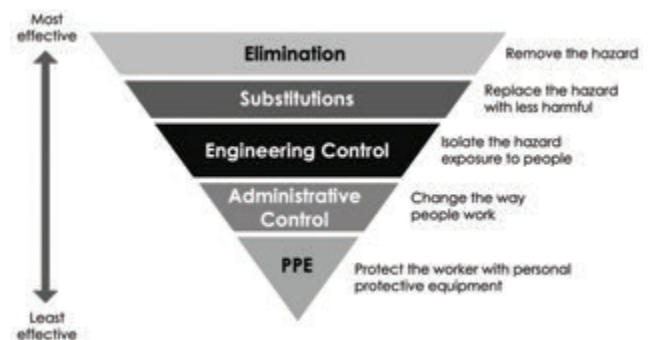 Most
effective
Elimination
Remove the hazard
Substitutions
Replace the hazard
with less harmful
Engineering Control
Isolate the hazard
exposure to people
Administrative
Control
Change the way
people work
PPE
Protect the worker with personal
protective equipment
Least
effective